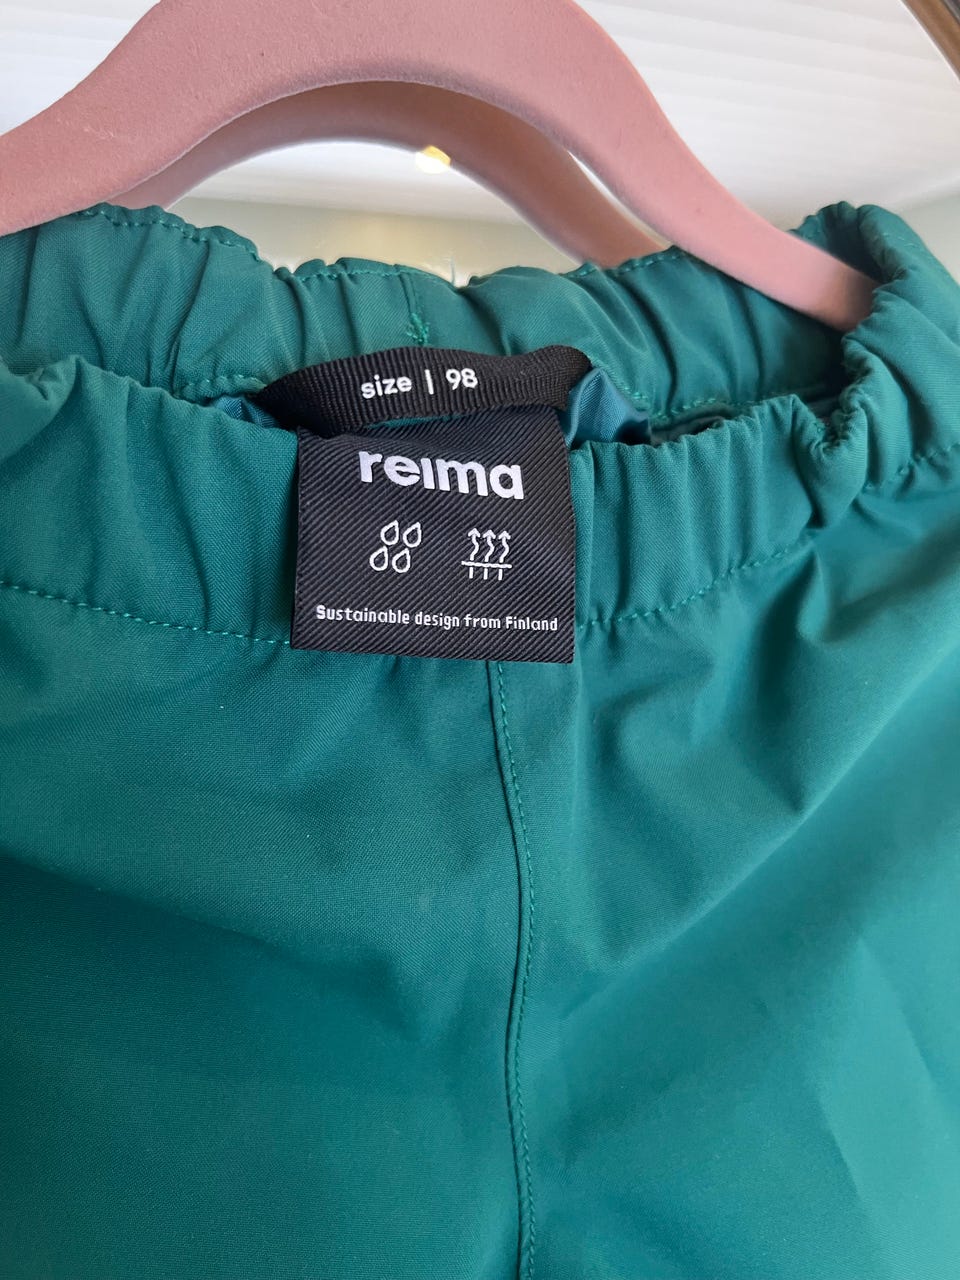 size | 98
reima
Sustainable design from Finland